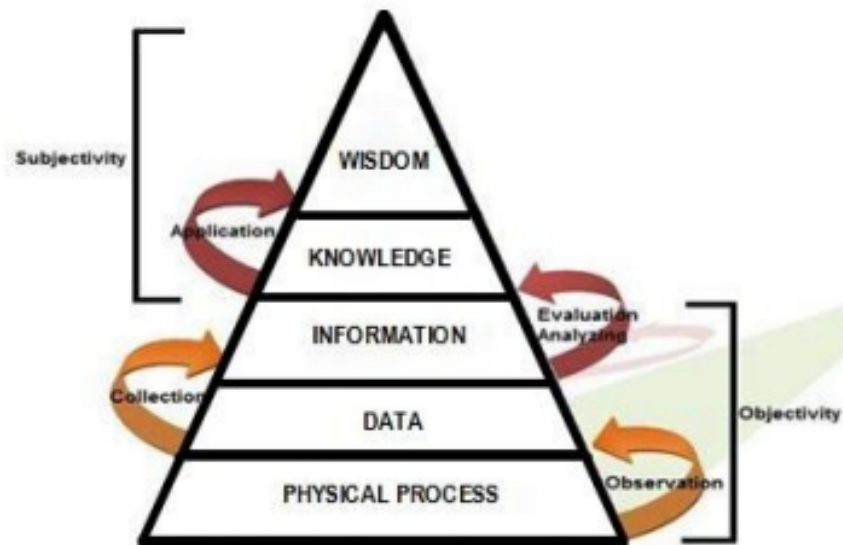 WISDOM
Subjectivity
Application
KNOWLEDGE
Evaluation
Analyzing
INFORMATION
Collection
DATA
Objectivity
Observation
PHYSICAL PROCESS